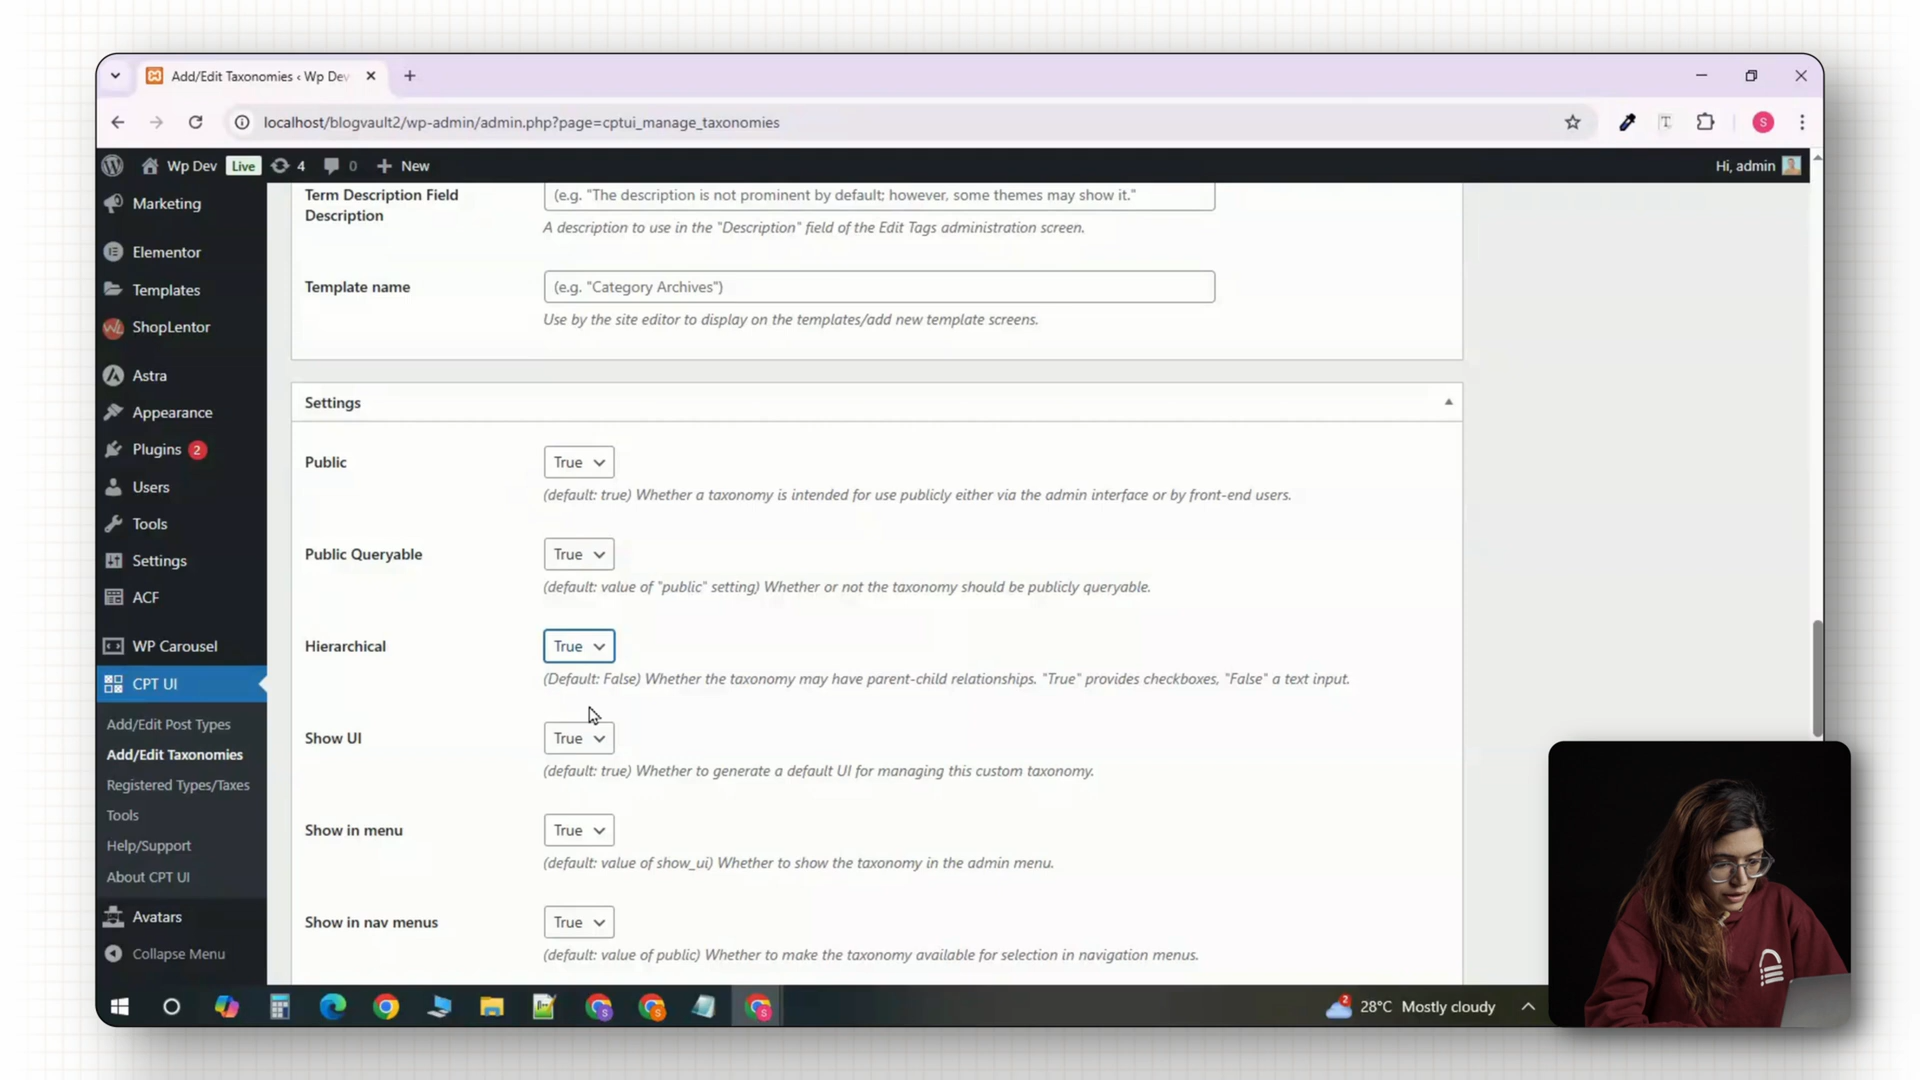 Add/Edit Taxonomies ‹ Wp Dev
localhost/blogvault2/wp-admin/admin.php?page=cptui_manage_taxonomies
S
Wp Dev Live 4 0 New
Hi, admin
Marketing
Elementor
Templates
ShopLentor
Astra
Appearance
Plugins 2
Users
Tools
Settings
ACF
WP Carousel
CPT UI
Add/Edit Post Types
Add/Edit Taxonomies
Registered Types/Taxes
Tools
Help/Support
About CPT UI
Avatars
Collapse Menu
Term Description Field
Description
(e.g. "The description is not prominent by default; however, some themes may show it."
A description to use in the "Description" field of the Edit Tags administration screen.
Template name
(e.g. "Category Archives")
Use by the site editor to display on the templates/add new template screens.
Settings
Public
True
(default: true) Whether a taxonomy is intended for use publicly either via the admin interface or by front-end users.
Public Queryable
True
(default: value of "public" setting) Whether or not the taxonomy should be publicly queryable.
Hierarchical
True
(Default: False) Whether the taxonomy may have parent-child relationships. "True" provides checkboxes, "False" a text input.
Show UI
True
(default: true) Whether to generate a default UI for managing this custom taxonomy.
Show in menu
True
(default: value of show_ui) Whether to show the taxonomy in the admin menu.
Show in nav menus
True
(default: value of public) Whether to make the taxonomy available for selection in navigation menus.
S
S
S
2
28°C Mostly cloudy